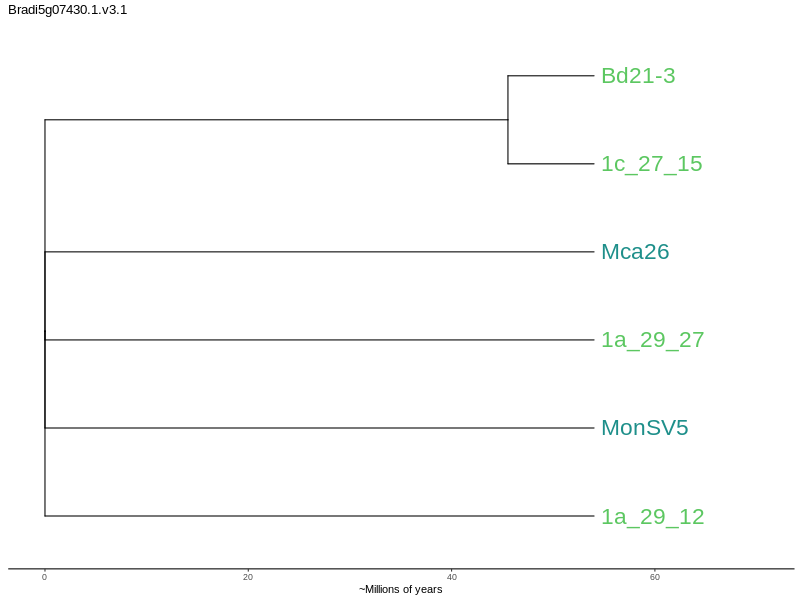 Bradi5g07430.1.v3.1
Bd21-3
1c_27_15
Mca26
1a_29_27
MonSV5
1a_29_12
0 20 40 60
~Millions of years